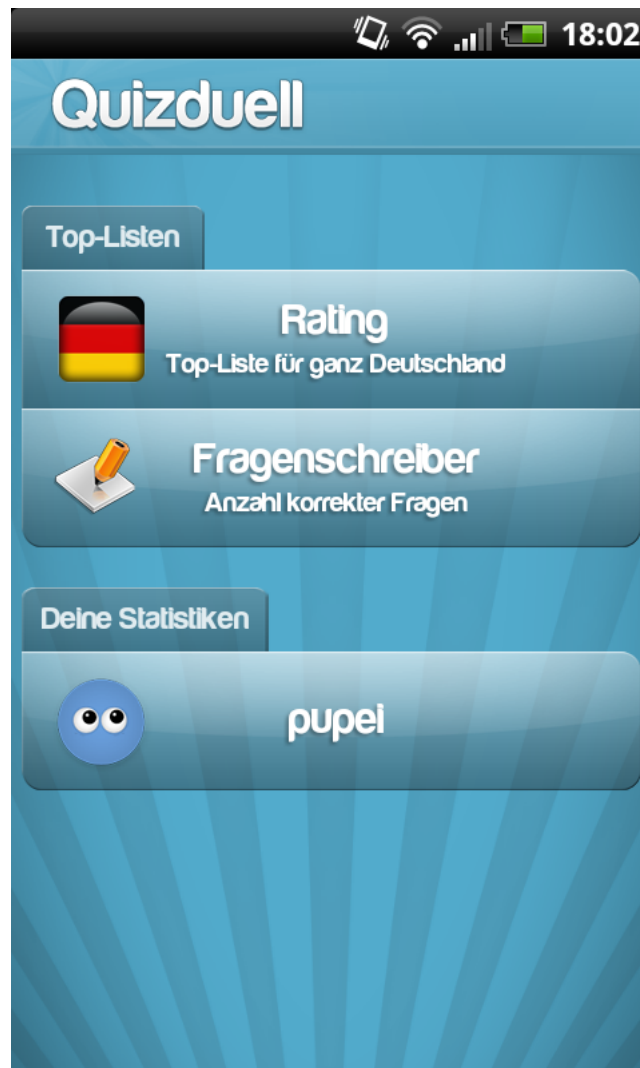 18:02
Quizduell
Top-Listen
Rating
Top-Liste für ganz Deutschland
Fragenschreiber
Anzahl korrekter Fragen
Deine Statistiken
pupei